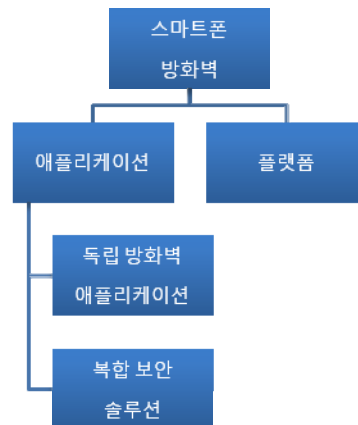 스마트폰
방화벽
애플리케이션
플랫폼
독립 방화벽
애플리케이션
복합 보안
솔루션